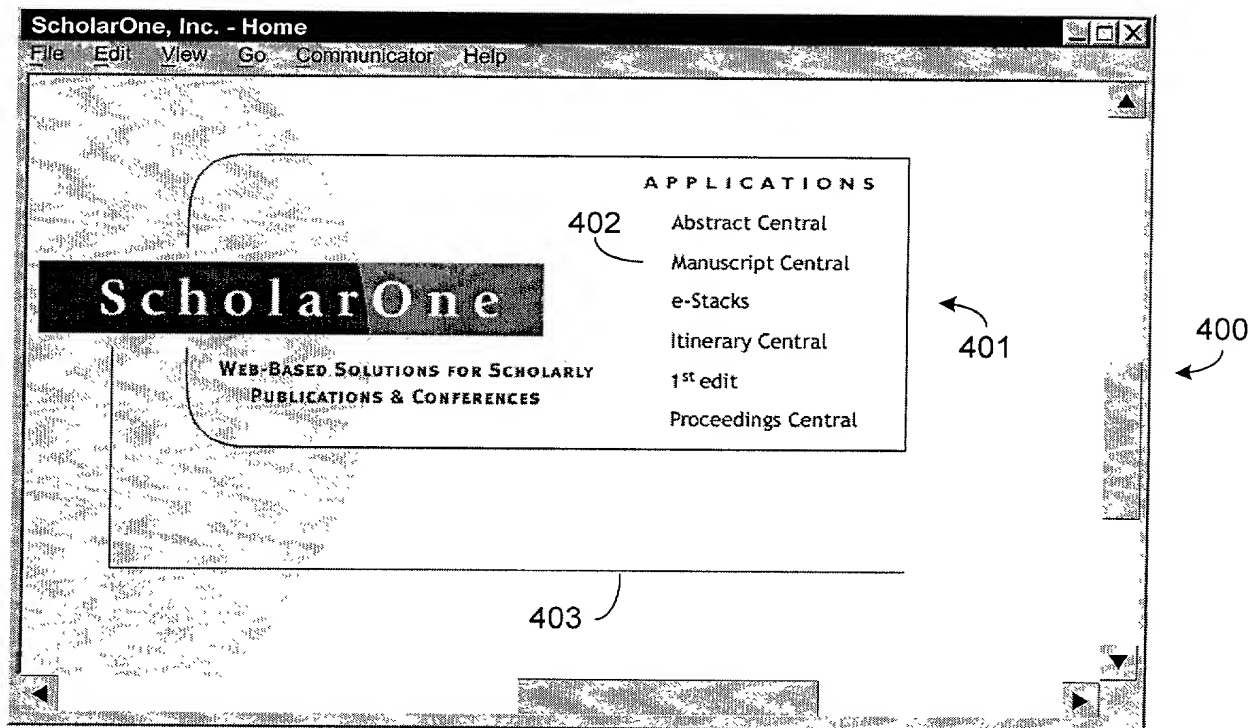 ScholarOne, Inc. - Home
File Edit View Go Communicator Help
APPLICATIONS
402 Abstract Central
Manuscript Central
ScholarOne
e-Stacks
Itinerary Central
401
400
WEB-BASED SOLUTIONS FOR SCHOLARLY
PUBLICATIONS & CONFERENCES
1st edit
Proceedings Central
403